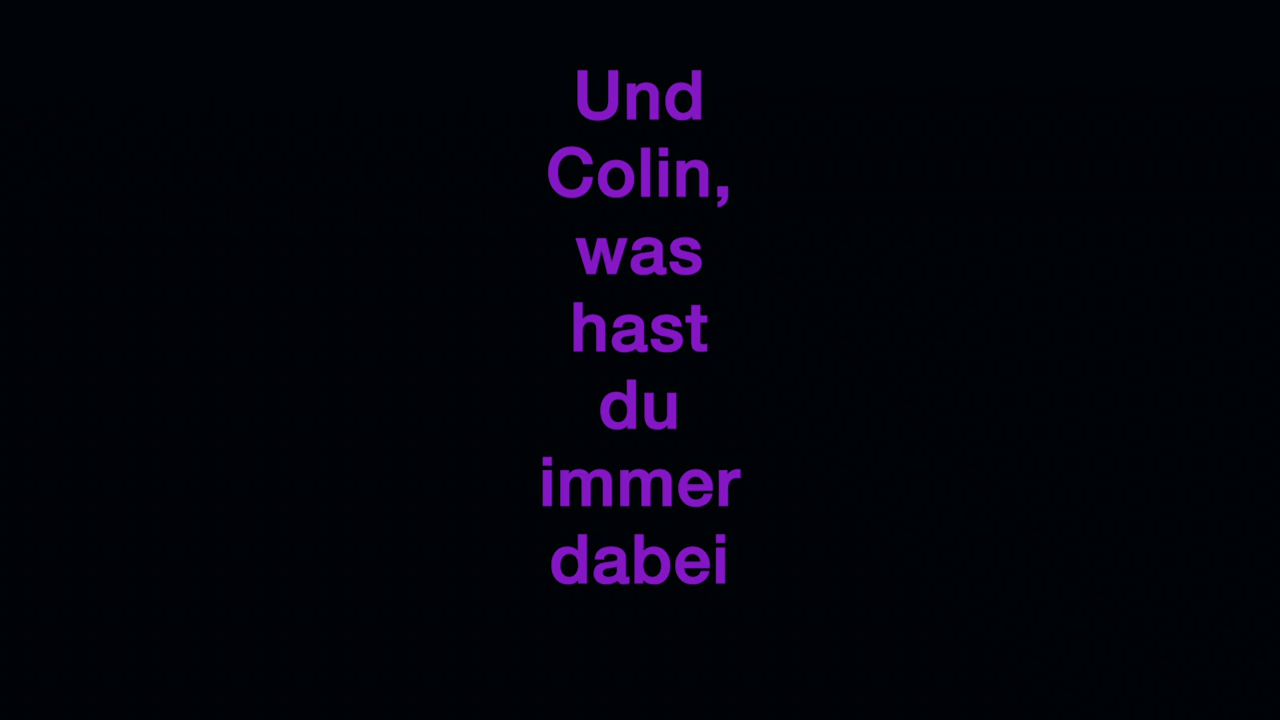 Und
Colin,
was
hast
du
immer
dabei